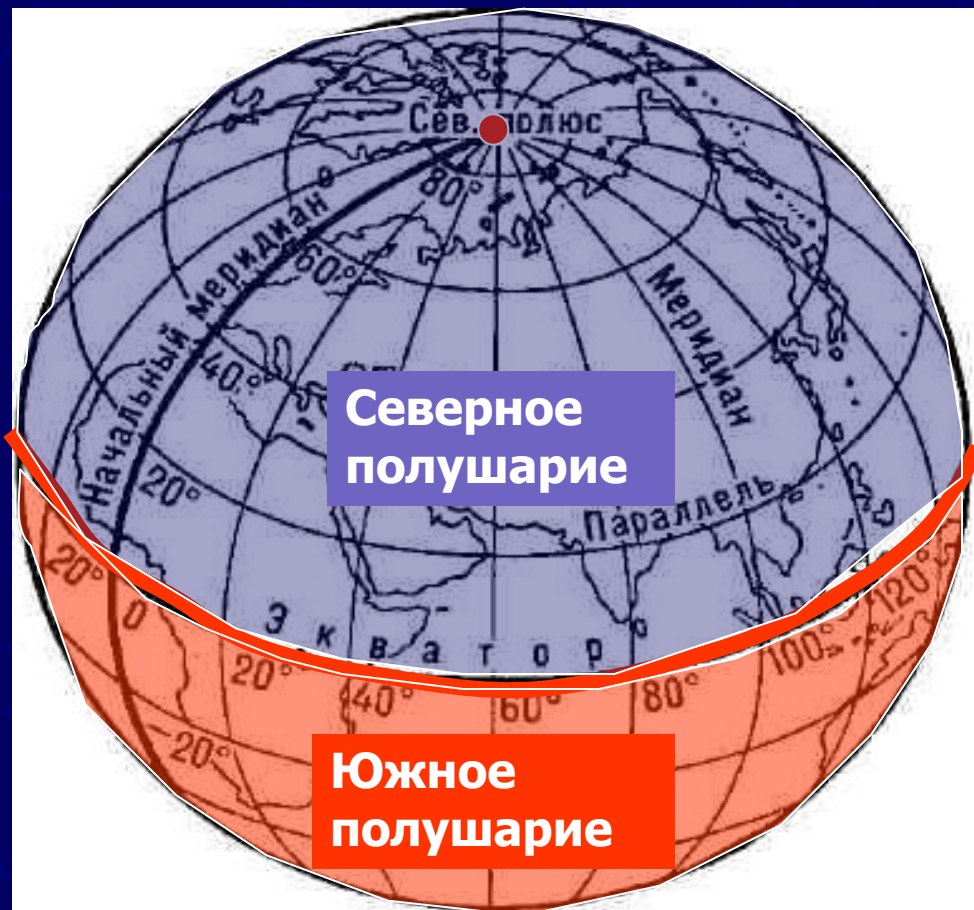 Сев. полюс
80°
60°
Начальный меридиан
Меридиан
40°
Северное
полушарие
20°
Параллель
Экватор
20°
0
20°
40°
60°
80°
100°
120°
20°
Южное
полушарие